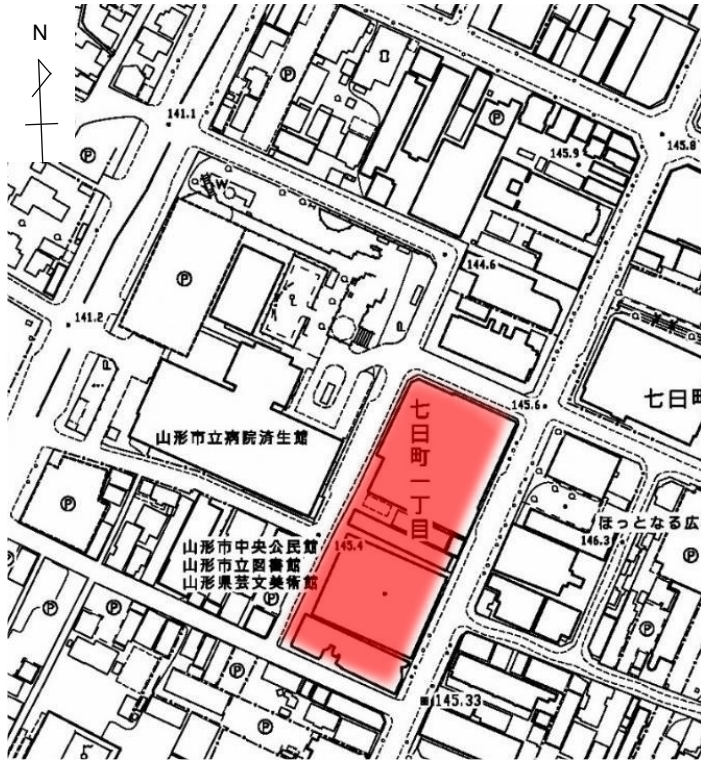 N
141.1
145.9
145.8
W
144.6
141.2
P
七日町
145.6
七日町一丁目
山形市立病院済生館
ほっとなる広
146.3
山形市中央公民館
145.4
山形市立図書館
山形県芸文美術館
145.33